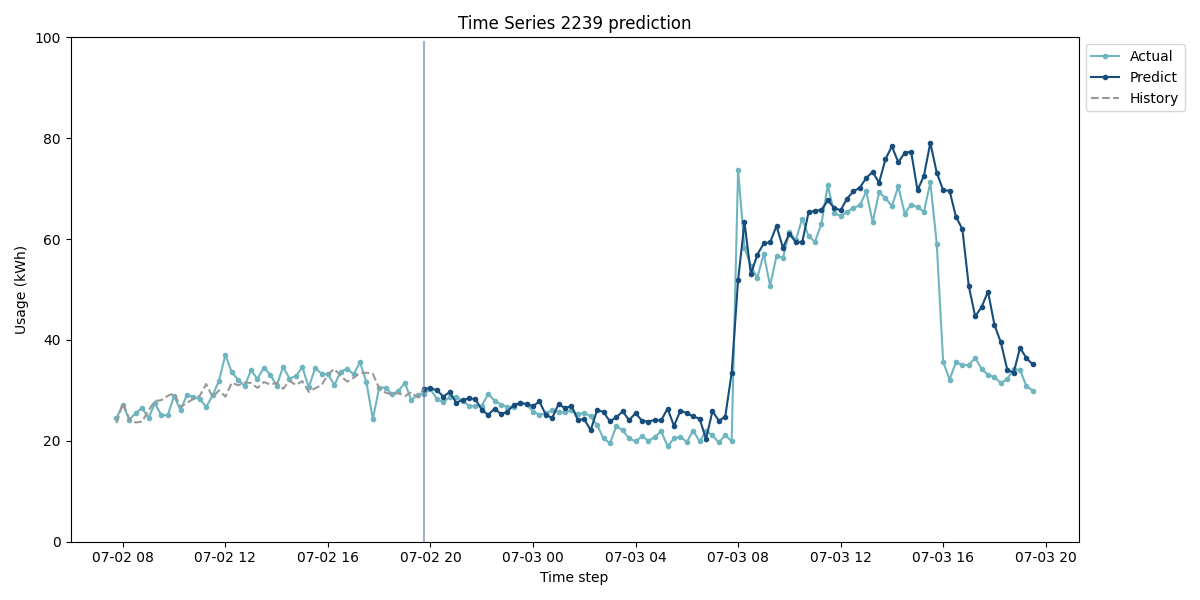 Time Series 2239 prediction
100
80
60
40
20
0
Usage (kWh)
07-02 08
07-02 12
07-02 16
07-02 20
07-03 00
07-03 04
07-03 08
07-03 12
07-03 16
07-03 20
Time step
Actual
Predict
History